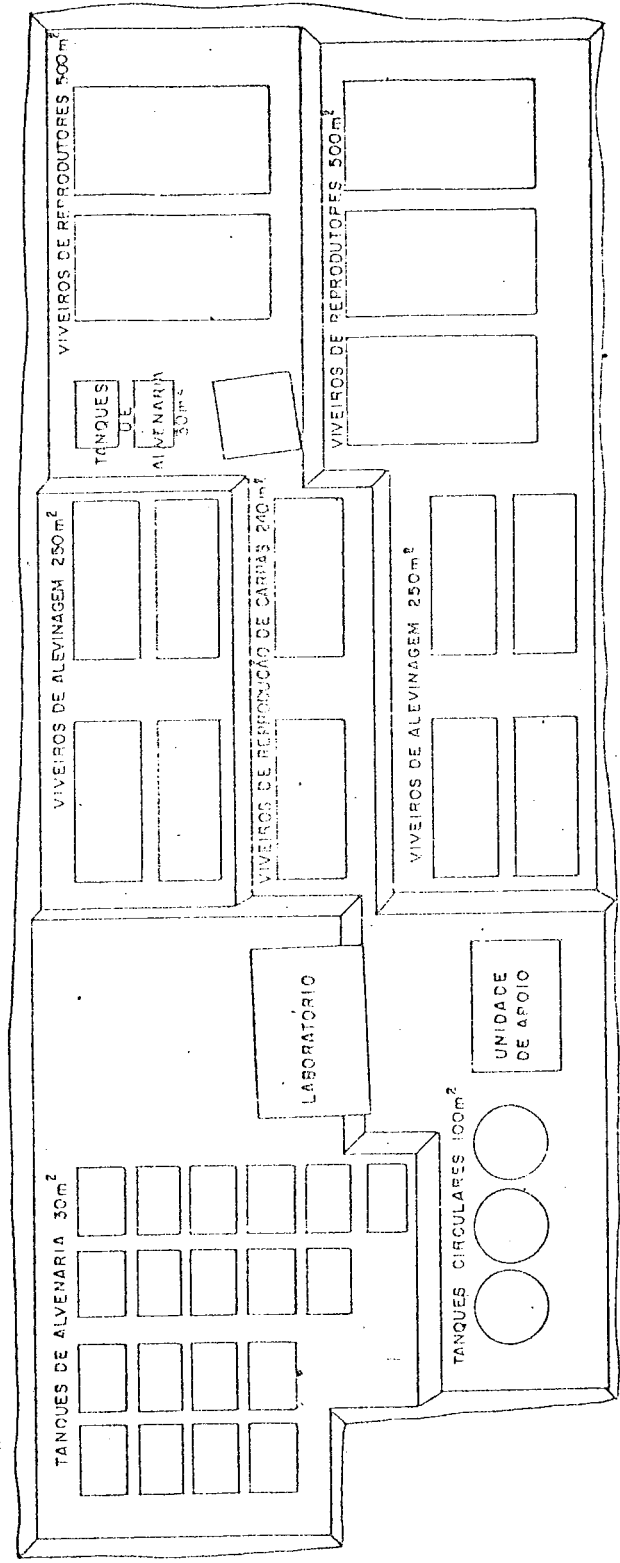 TANQUES DE ALVENARIA 30m²
VIVEIROS DE ALEVINAGEM 250m²
VIVEIROS DE REPRODUTORES 500m²
TANQUES
DE
ALVENARIA
30m²
VIVEIROS DE REPRODUÇÃO DE CARPAS 240m²
VIVEIROS DE REPRODUTORES 500m²
LABORATORIO
VIVEIROS DE ALEVINAGEM 250m²
TANQUES CIRCULARES 100m²
UNIDADE
DE APOIO